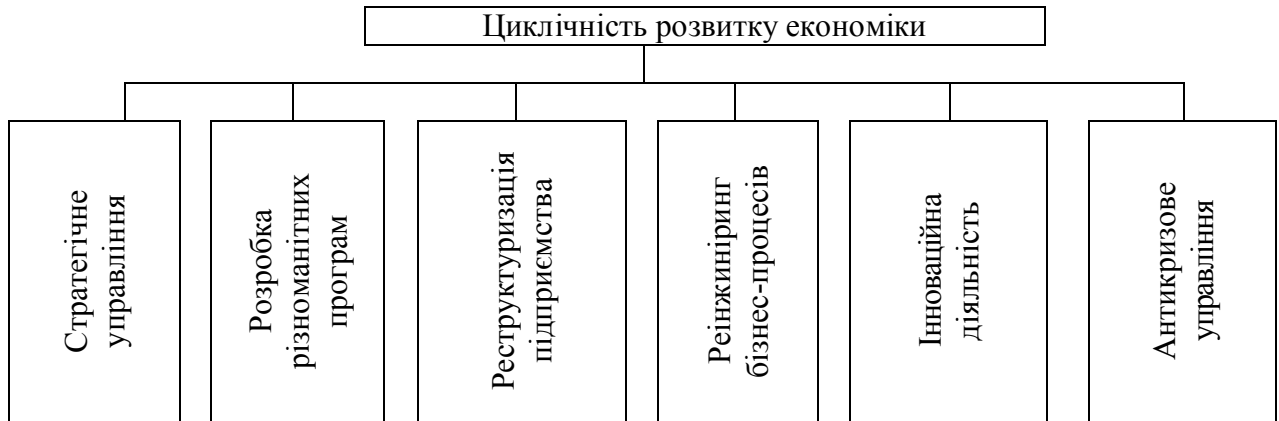 Циклічність розвитку економіки
Стратегічне
управління
Розробка
різноманітних
програм
Реструктуризація
підприємства
Реінжиніринг
бізнес-процесів
Інноваційна
діяльність
Антикризове
управління